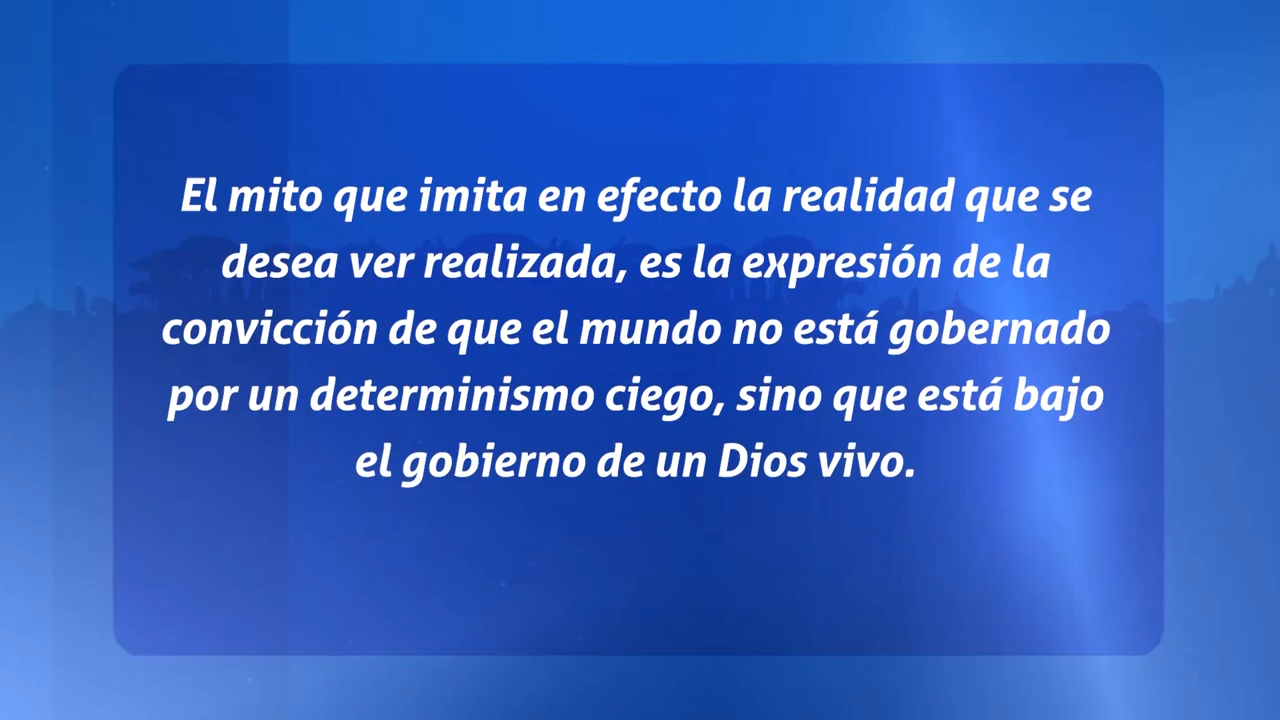 El mito que imita en efecto la realidad que se
desea ver realizada, es la expresión de la
convicción de que el mundo no está gobernado
por un determinismo ciego, sino que está bajo
el gobierno de un Dios vivo.